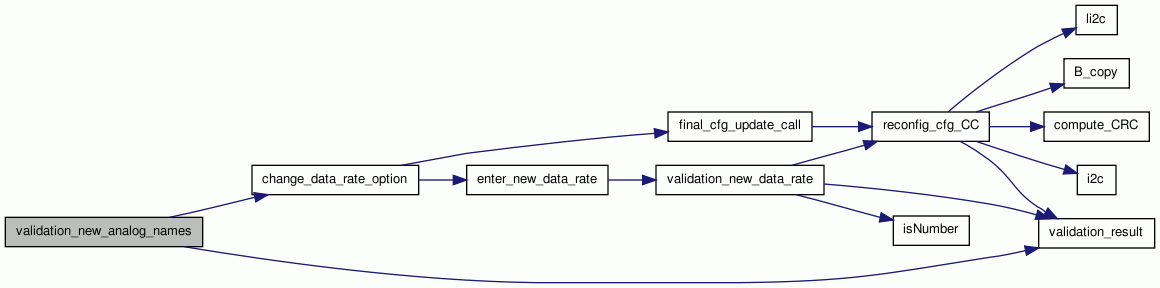 li2c
B_copy
final_cfg_update_call
reconfig_cfg_CC
compute_CRC
change_data_rate_option
enter_new_data_rate
validation_new_data_rate
i2c
validation_new_analog_names
isNumber
validation_result